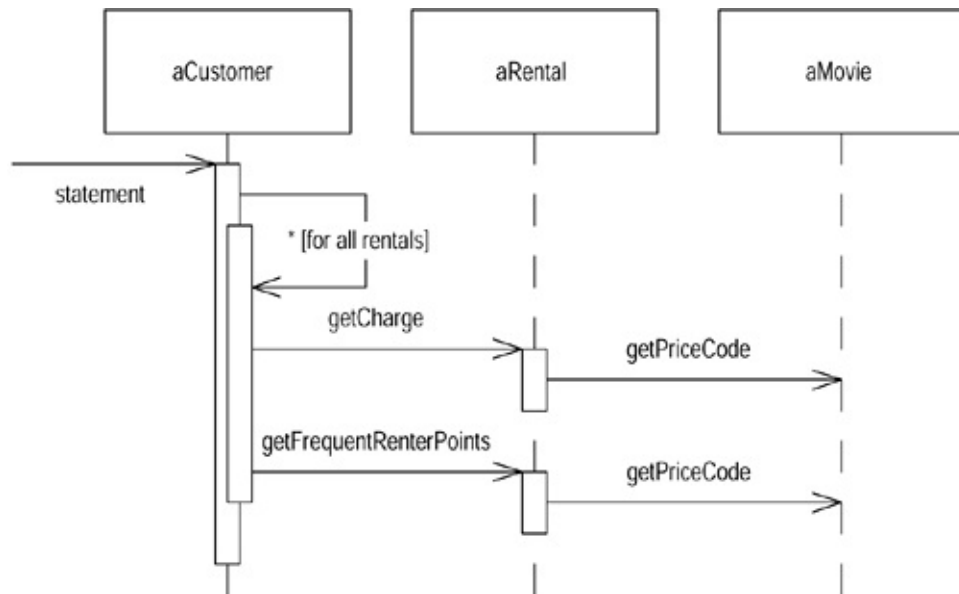 aCustomer
aRental
aMovie
statement
* [for all rentals]
getCharge
getPriceCode
getFrequentRenterPoints
getPriceCode